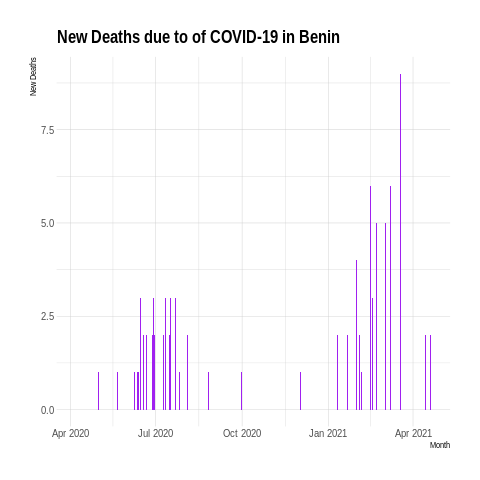 New Deaths due to of COVID-19 in Benin
New Deaths
7.5
5.0
2.5
0.0
Apr 2020 Jul 2020 Oct 2020 Jan 2021 Apr 2021
Month